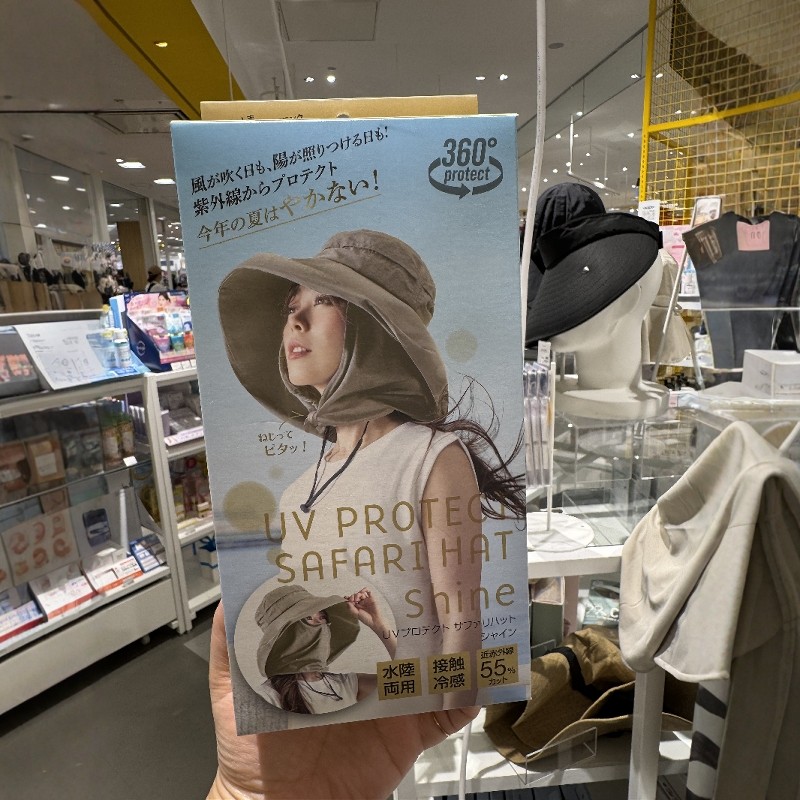 風が吹く日も、陽が照りつける日も!
紫外線からプロテクト
今年の夏はやかない!
360°
protect
ねじって
ピタッ!
UV PROTECT
SAFARI HAT
Shine
UVプロテクト サファリハット
シャイン
水陸
両用
接触
冷感
近赤外線
55%
カット